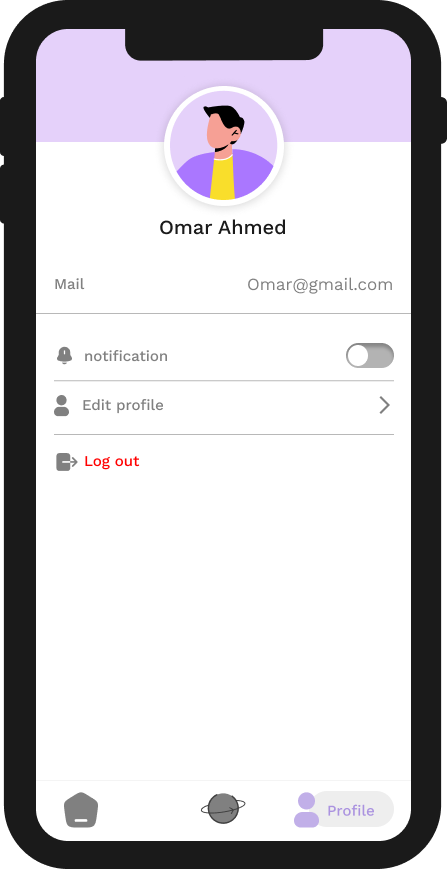 Omar Ahmed
Mail Omar@gmail.com
notification
Edit profile
Log out
Profile